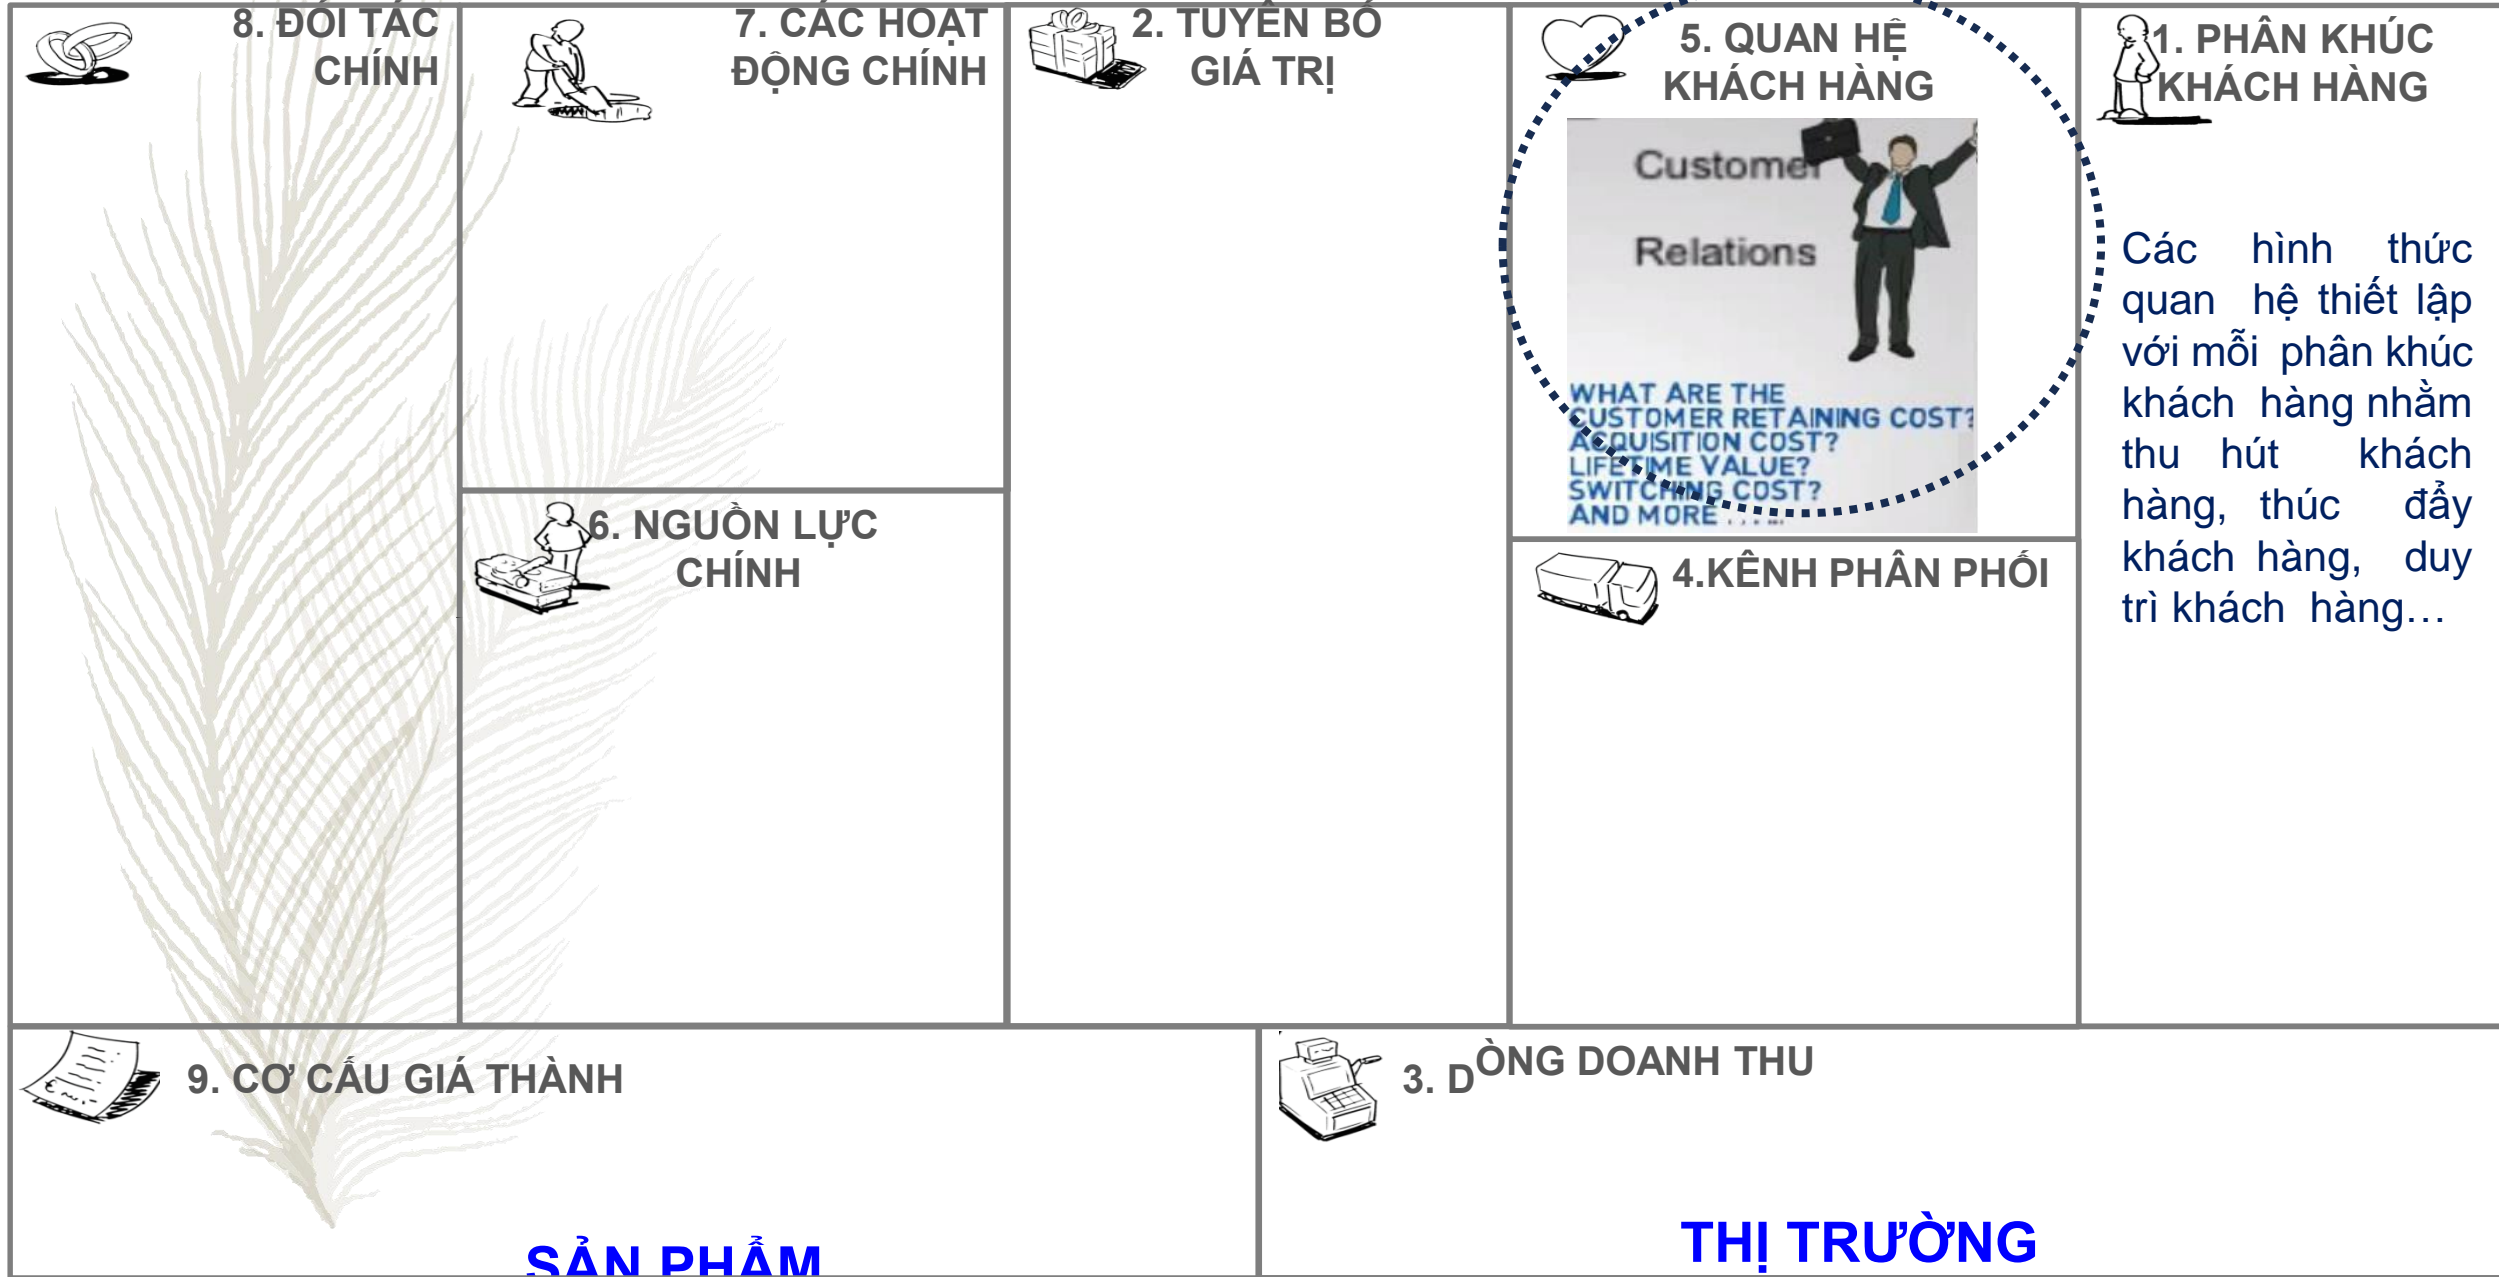 8. ĐỐI TÁC
CHÍNH
7. CÁC HOẠT
ĐỘNG CHÍNH
2. TUYÊN BỐ
GIÁ TRỊ
5. QUAN HỆ
KHÁCH HÀNG
1. PHÂN KHÚC
KHÁCH HÀNG
Customer
Relations
WHAT ARE THE
CUSTOMER RETAINING COST?
ACQUISITION COST?
LIFETIME VALUE?
SWITCHING COST?
AND MORE .....
Các hình thức
quan hệ thiết lập
với mỗi phân khúc
khách hàng nhằm
thu hút khách
hàng, thúc đẩy
khách hàng, duy
trì khách hàng…
6. NGUỒN LỰC
CHÍNH
4.KÊNH PHÂN PHỐI
9. CƠ CẤU GIÁ THÀNH
3. DÒNG DOANH THU
SẢN PHẨM
THỊ TRƯỜNG